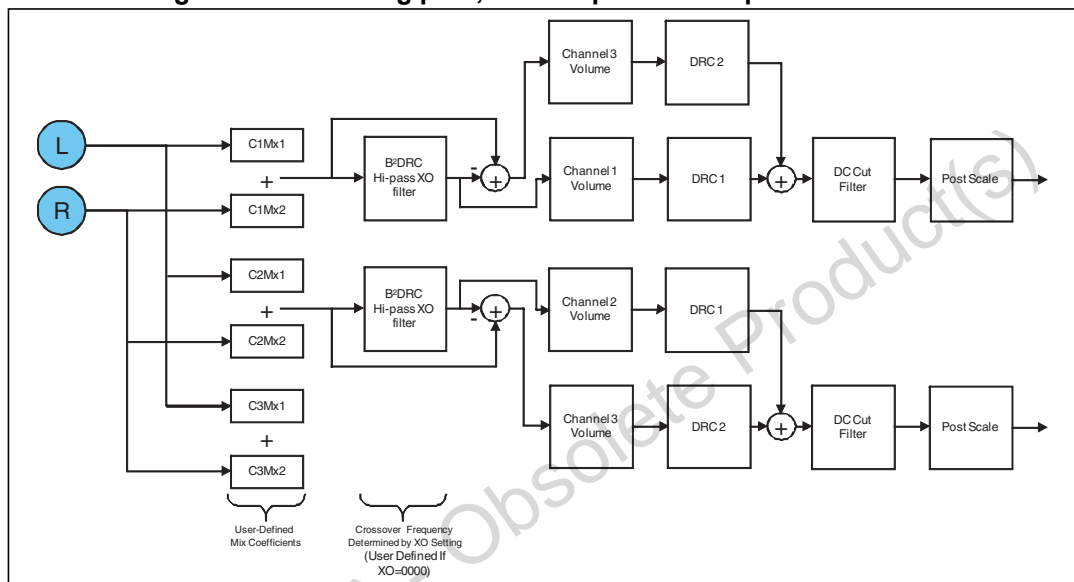 L
R
C1Mx1
+
C1Mx2
C2Mx1
+
C2Mx2
C3Mx1
+
C3Mx2
B²DRC
Hi-pass XO
filter
-
+
Channel 3
Volume
DRC 2
Channel 1
Volume
DRC 1
+
DC Cut
Filter
Post Scale
B²DRC
Hi-pass XO
filter
-
+
Channel 2
Volume
DRC 1
Channel 3
Volume
DRC 2
+
DC Cut
Filter
Post Scale
User-Defined
Mix Coefficients
Crossover Frequency
Determined by XO Setting
(User Defined If
XO=0000)
Obsolete Product(s)